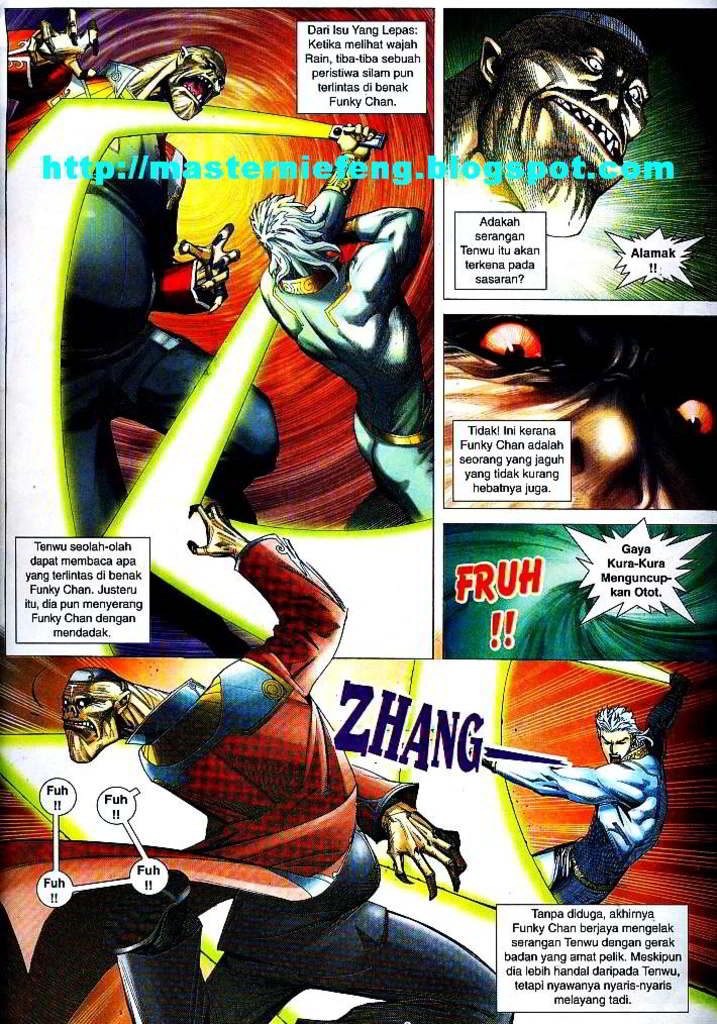 Dari Isu Yang Lepas:
Ketika melihat wajah
Rain, tiba-tiba sebuah
peristiwa silam pun
terlintas di benak
Funky Chan.
http://masterniefeng.blogspot.com
Adakah
serangan
Tenwu itu akan
terkena pada
sasaran?
Alamak
!!
Tidak! Ini kerana
Funky Chan adalah
seorang yang jaguh
yang tidak kurang
hebatnya juga.
Tenwu seolah-olah
dapat membaca apa
yang terlintas di benak
Funky Chan. Justeru
itu, dia pun menyerang
Funky Chan dengan
mendadak.
FRUH
!!
Gaya
Kura-Kura
Menguncup-
kan Otot.
ZHANG
Fuh
!!
Fuh
!!
Fuh
!!
Fuh
!!
Tanpa diduga, akhirnya
Funky Chan berjaya mengelak
serangan Tenwu dengan gerak
badan yang amat pelik. Meskipun
dia lebih handal daripada Tenwu,
tetapi nyawanya nyaris-nyaris
melayang tadi.